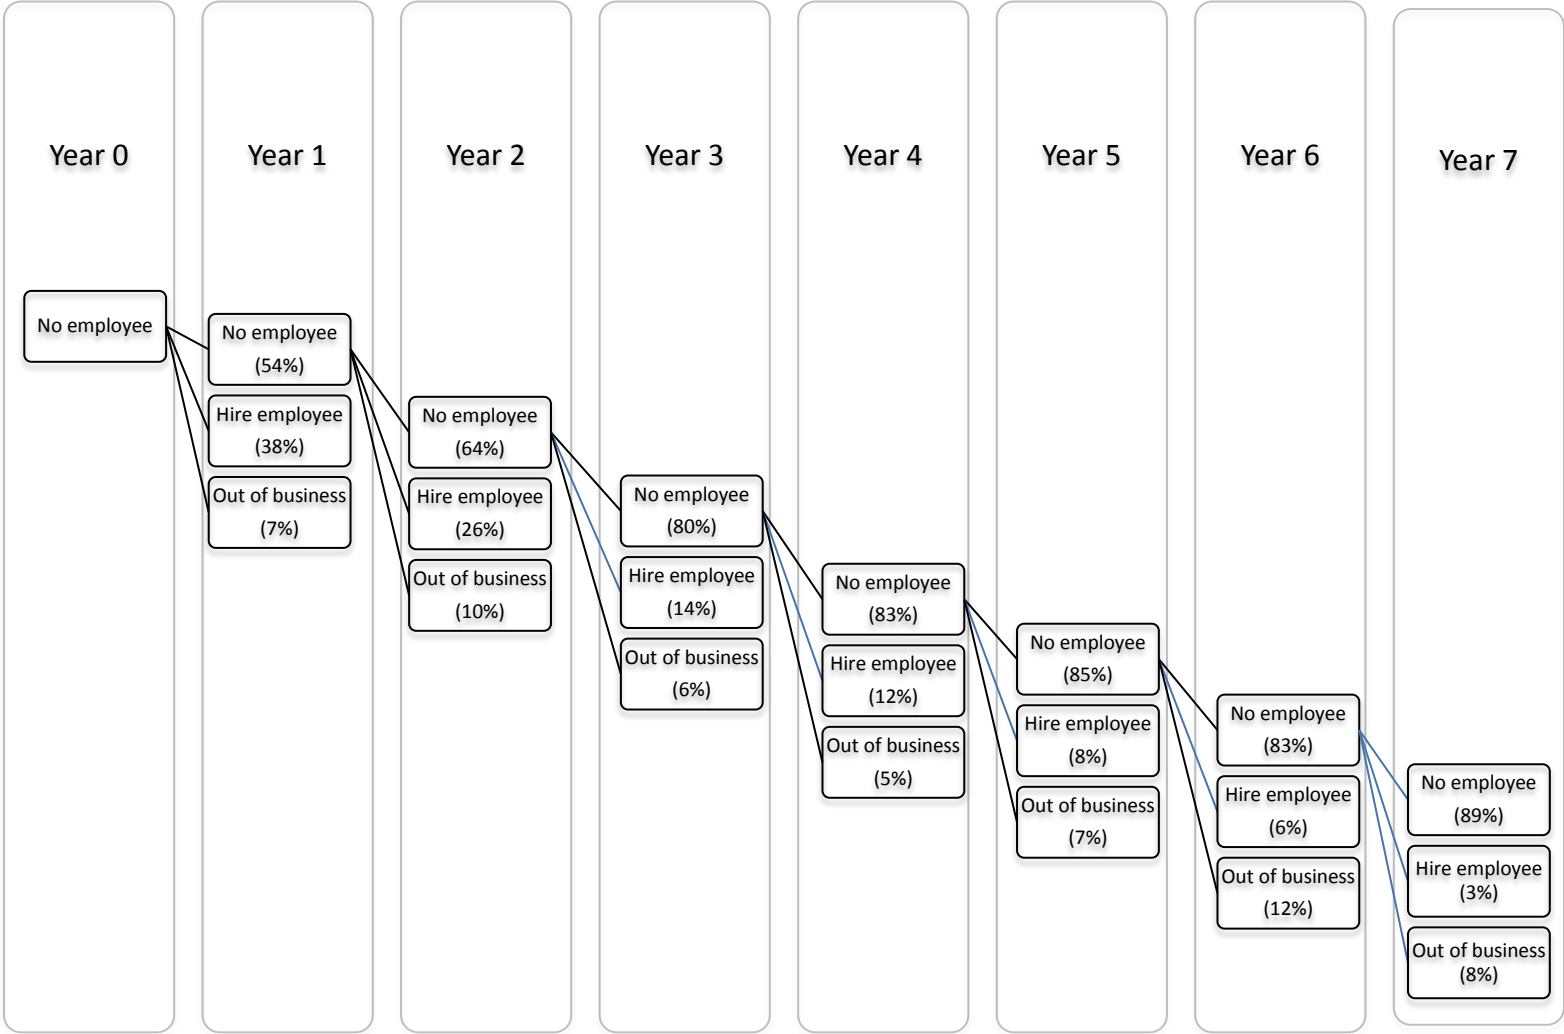 Year 0
Year 1
Year 2
Year 3
Year 4
Year 5
Year 6
Year 7
No employee
No employee
(54%)
Hire employee
(38%)
Out of business
(7%)
No employee
(64%)
Hire employee
(26%)
Out of business
(10%)
No employee
(80%)
Hire employee
(14%)
Out of business
(6%)
No employee
(83%)
Hire employee
(12%)
Out of business
(5%)
No employee
(85%)
Hire employee
(8%)
Out of business
(7%)
No employee
(83%)
Hire employee
(6%)
Out of business
(12%)
No employee
(89%)
Hire employee
(3%)
Out of business
(8%)